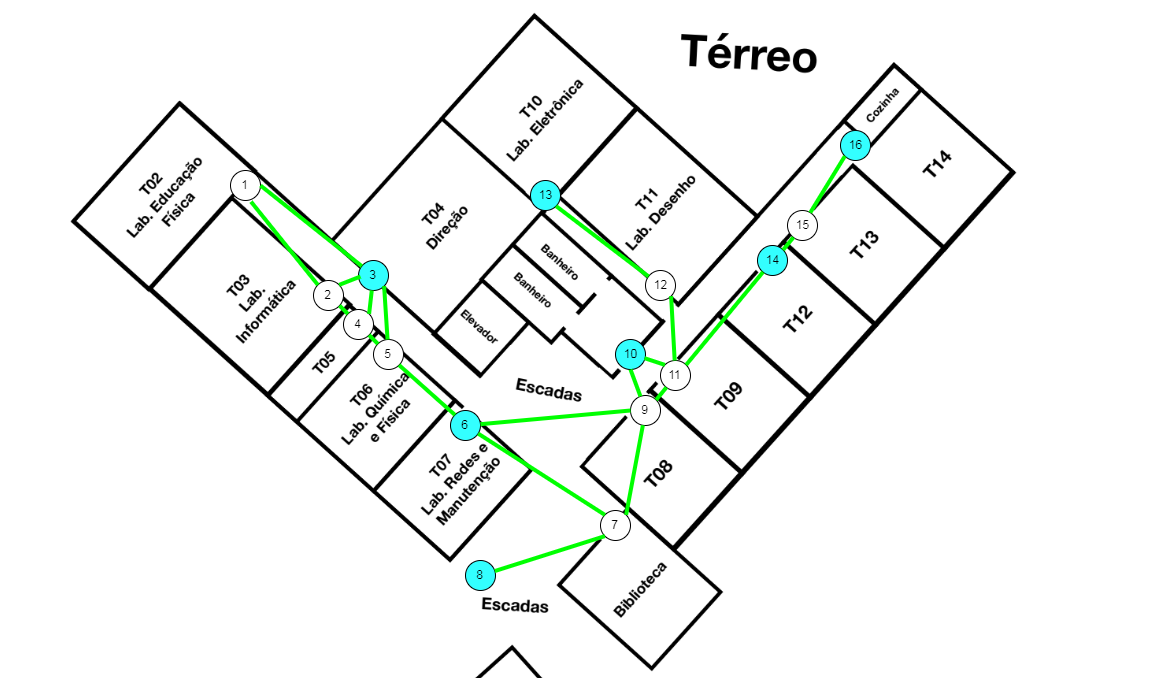 Térreo
T02
Lab. Educação
Física
T03
Lab.
Informática
T05
T06
Lab. Química
e Física
T07
Lab. Redes e
Manutenção
T04
Direção
T10
Lab. Eletrônica
T11
Lab. Desenho
Banheiro
Banheiro
Elevador
Escadas
Cozinha
T14
T13
T12
T09
T08
Biblioteca
Escadas
1
2
3
4
5
6
7
8
9
10
11
12
13
14
15
16